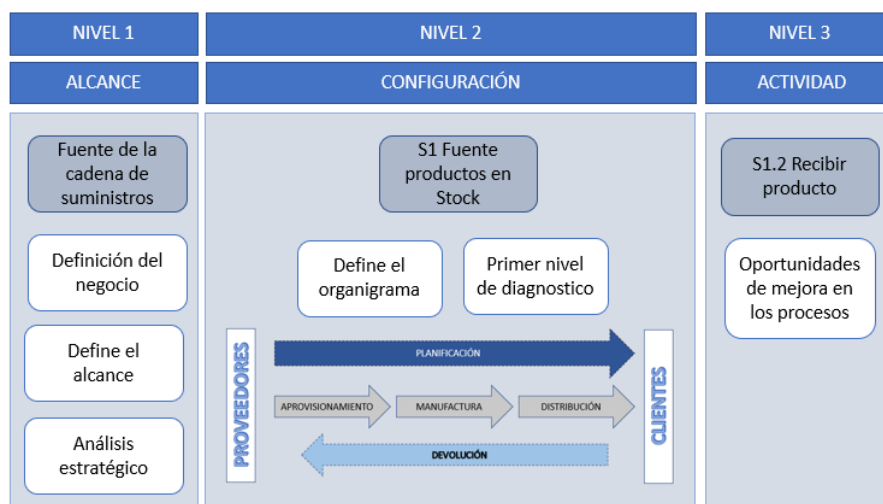 NIVEL 1
NIVEL 2
NIVEL 3
ALCANCE
CONFIGURACIÓN
ACTIVIDAD
Fuente de la
cadena de
suministros
Definición del
negocio
Define el
alcance
Análisis
estratégico
S1 Fuente
productos en
Stock
Define el
organigrama
Primer nivel
de diagnostico
PROVEEDORES
PLANIFICACIÓN
APROVISIONAMIENTO
MANUFACTURA
DISTRIBUCIÓN
DEVOLUCIÓN
CLIENTES
S1.2 Recibir
producto
Oportunidades
de mejora en
los procesos